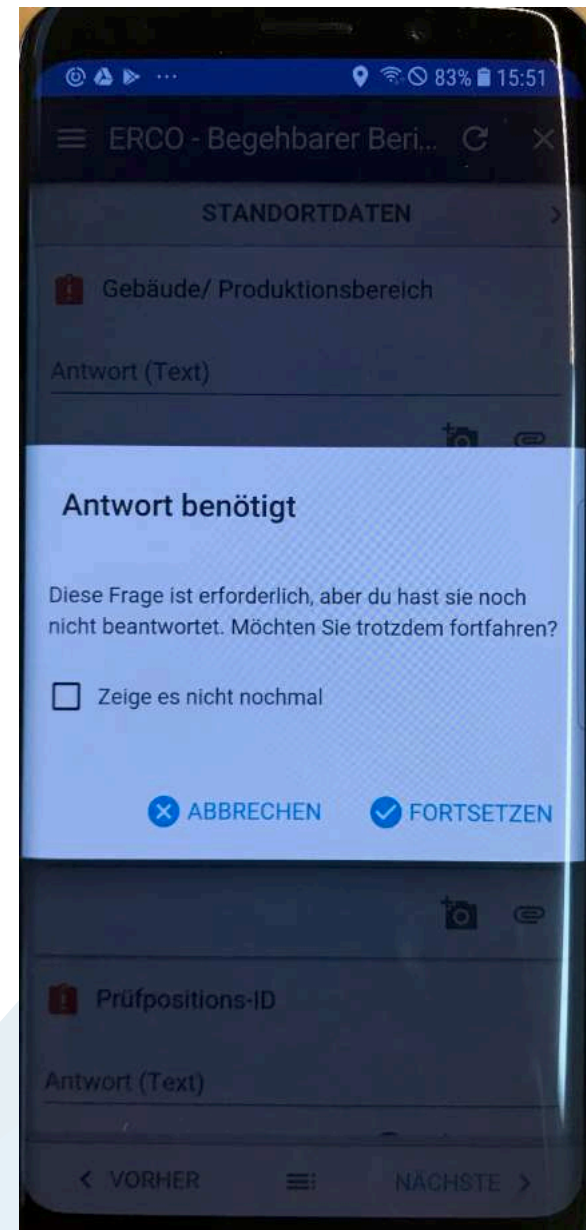 83% 15:51
ERCO - Begehbarer Beri...
STANDORTDATEN
Gebäude/ Produktionsbereich
Antwort (Text)
Antwort benötigt
Diese Frage ist erforderlich, aber du hast sie noch
nicht beantwortet. Möchten Sie trotzdem fortfahren?
Zeige es nicht nochmal
ABBRECHEN FORTSETZEN
Prüfpositions-ID
Antwort (Text)
VORHER NÄCHSTE